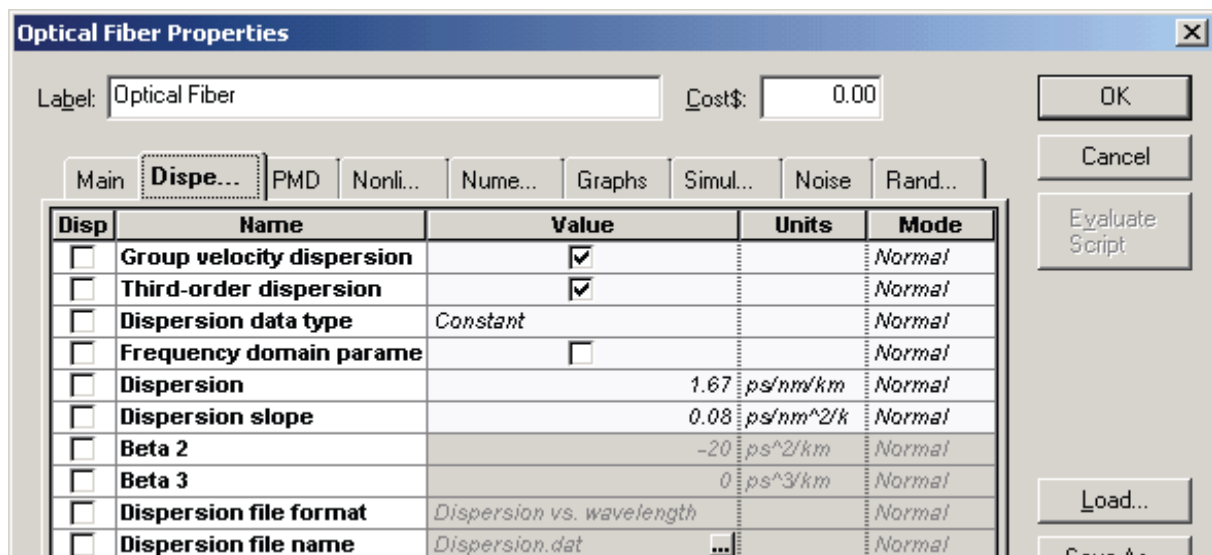 Optical Fiber Properties
Label: Optical Fiber Cost$: 0.00 OK
Cancel
Main Dispe... PMD Nonli... Nume... Graphs Simul... Noise Rand...
Evaluate Script
Disp Name Value Units Mode
Group velocity dispersion Normal
Third-order dispersion Normal
Dispersion data type Constant Normal
Frequency domain parame Normal
Dispersion 1.67 ps/nm/km Normal
Dispersion slope 0.08 ps/nm^2/k Normal
Beta 2 -20 ps^2/km Normal
Beta 3 0 ps^3/km Normal
Load...
Dispersion file format Dispersion vs. wavelength Normal
Dispersion file name Dispersion.dat ... Normal
Save As...